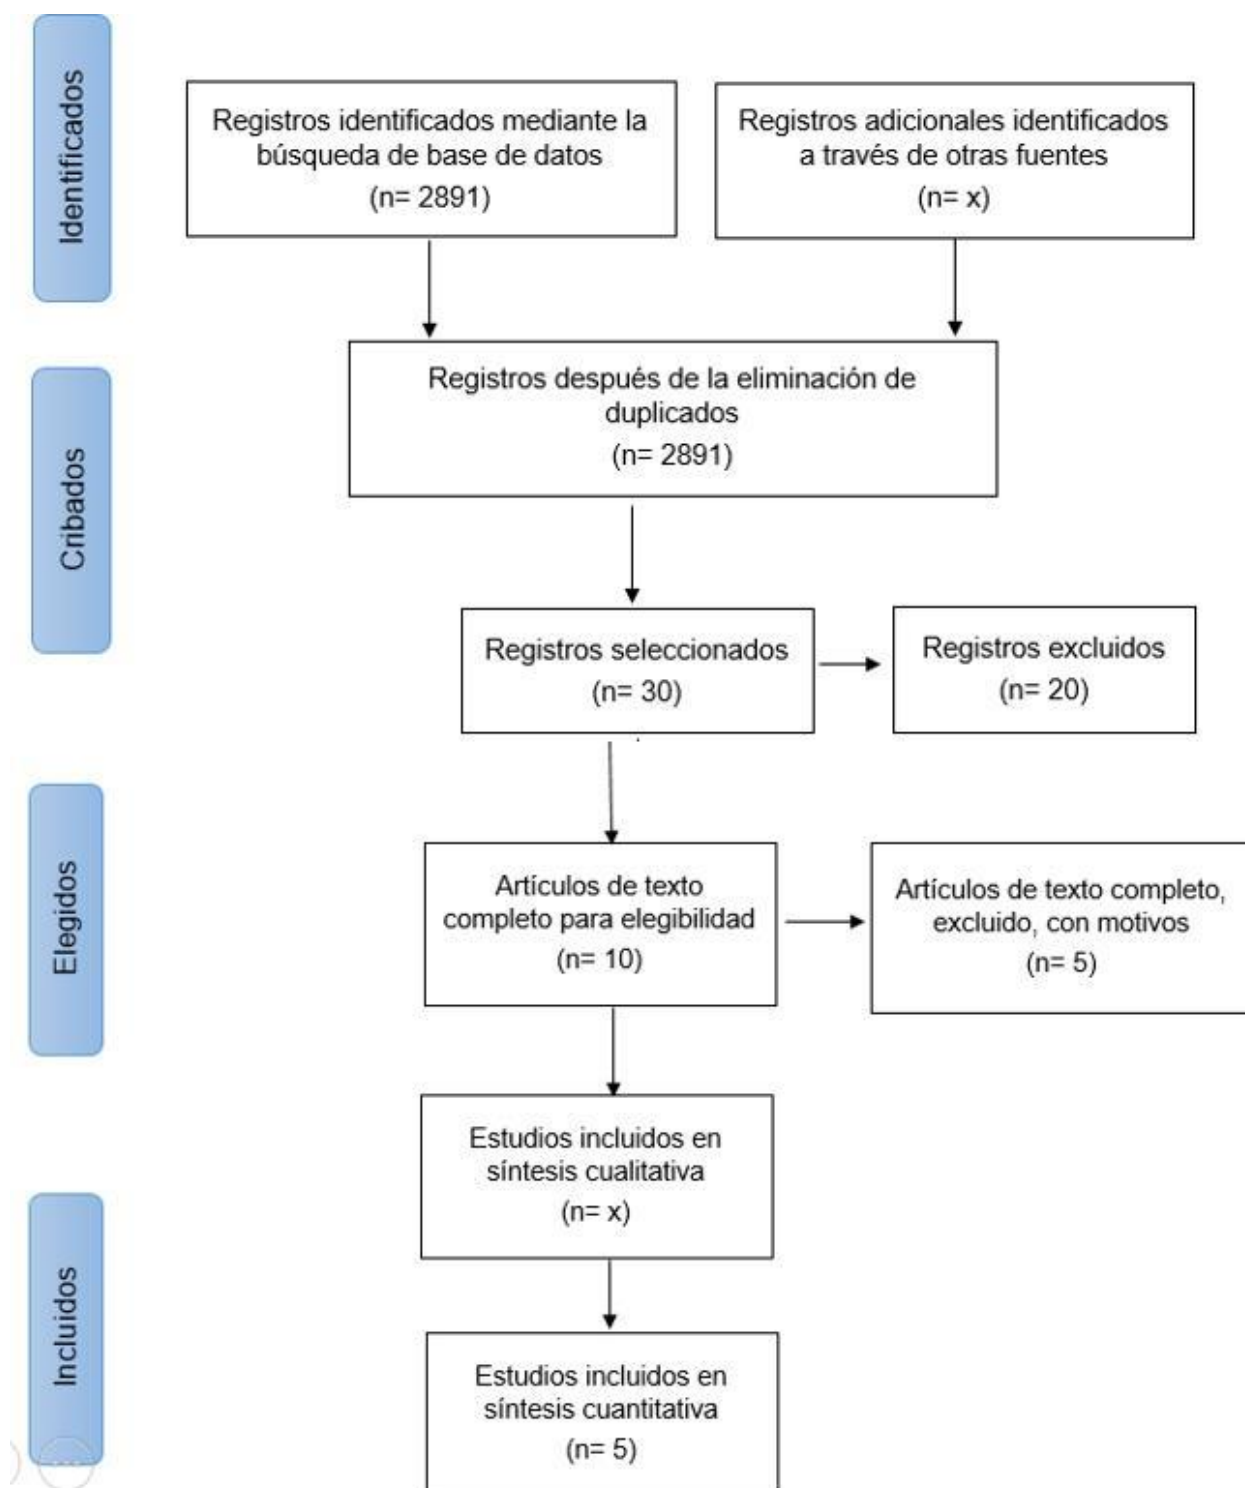 Identificados
Registros identificados mediante la
búsqueda de base de datos
(n= 2891)
Registros adicionales identificados
a través de otras fuentes
(n= x)
Cribados
Registros después de la eliminación de
duplicados
(n= 2891)
Registros seleccionados
(n= 30)
Registros excluidos
(n= 20)
Elegidos
Artículos de texto
completo para elegibilidad
(n= 10)
Artículos de texto completo,
excluido, con motivos
(n= 5)
Incluidos
Estudios incluidos en
síntesis cualitativa
(n= x)
Estudios incluidos en
síntesis cuantitativa
(n= 5)